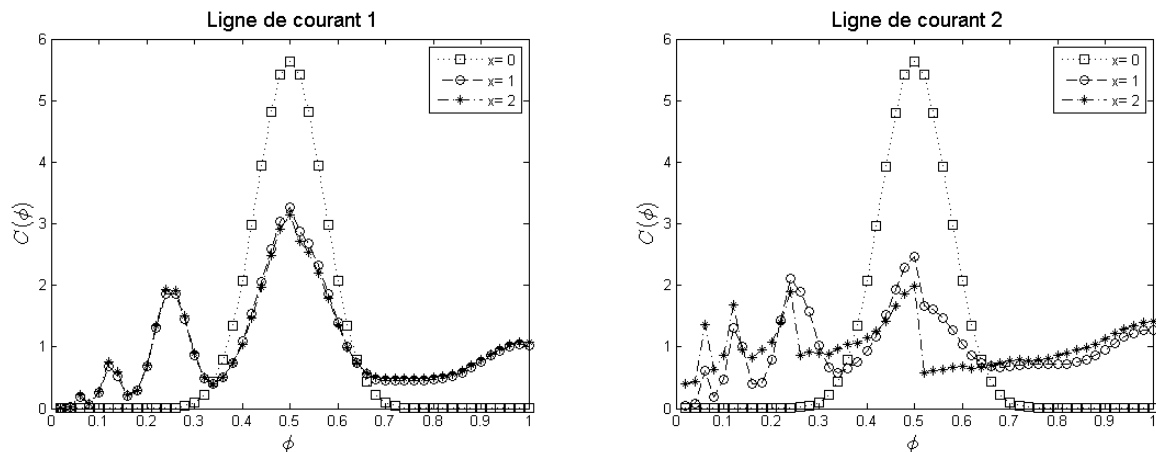 Ligne de courant 1
6
5
4
3
2
1
0
C(ϕ)
0 0.1 0.2 0.3 0.4 0.5 0.6 0.7 0.8 0.9 1
ϕ
x= 0
x= 1
x= 2
Ligne de courant 2
6
5
4
3
2
1
0
C(ϕ)
0 0.1 0.2 0.3 0.4 0.5 0.6 0.7 0.8 0.9 1
ϕ
x= 0
x= 1
x= 2